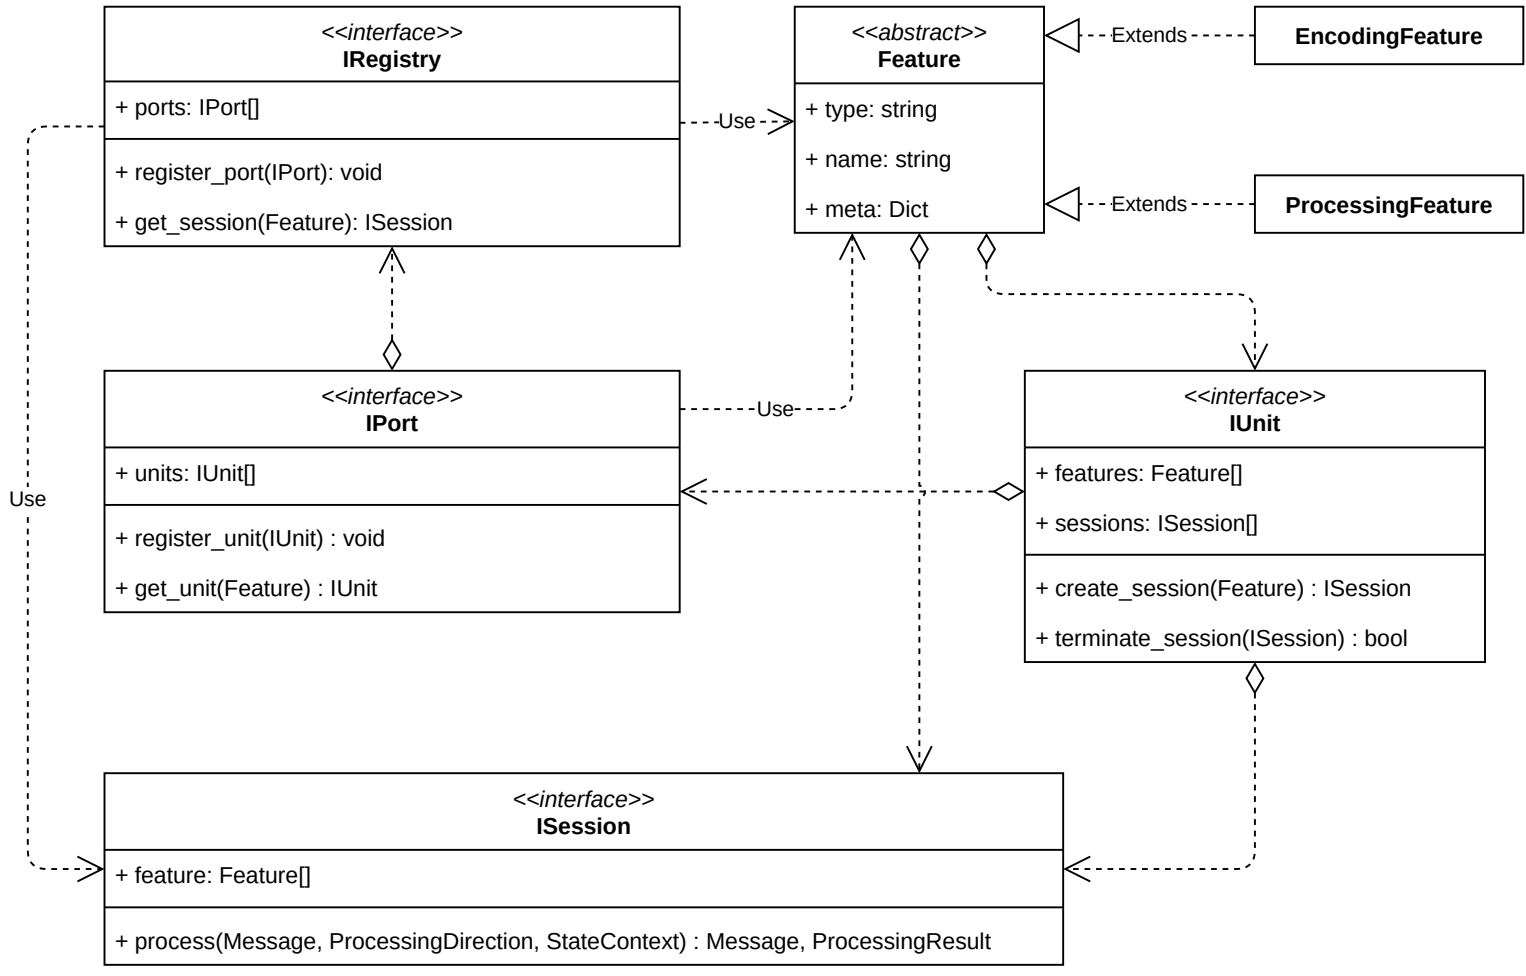 <<interface>>
IRegistry
+ ports: IPort[]
+ register_port(IPort): void
+ get_session(Feature): ISession
Use
<<abstract>>
Feature
+ type: string
+ name: string
+ meta: Dict
Extends
EncodingFeature
Extends
ProcessingFeature
<<interface>>
IPort
+ units: IUnit[]
+ register_unit(IUnit) : void
+ get_unit(Feature) : IUnit
Use
<<interface>>
IUnit
+ features: Feature[]
+ sessions: ISession[]
+ create_session(Feature) : ISession
+ terminate_session(ISession) : bool
Use
<<interface>>
ISession
+ feature: Feature[]
+ process(Message, ProcessingDirection, StateContext) : Message, ProcessingResult